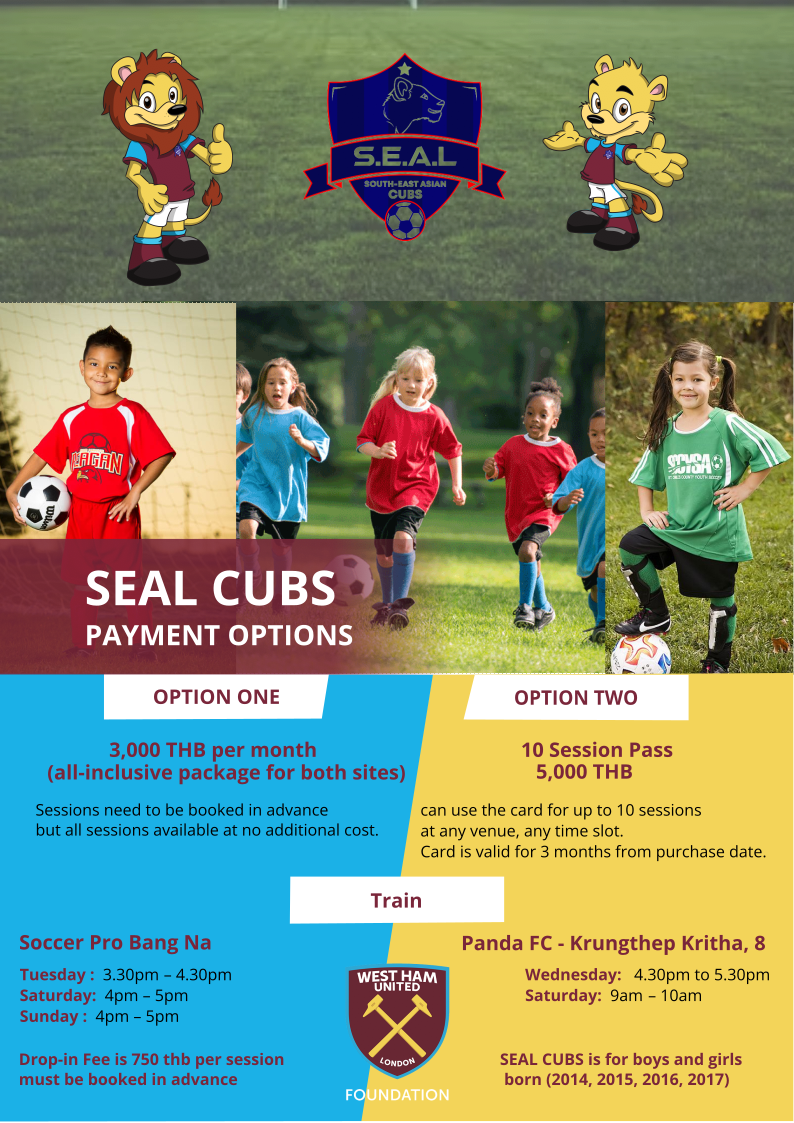 S.E.A.L
SOUTH-EAST ASIAN
CUBS
SEAL CUBS
PAYMENT OPTIONS
OPTION ONE
3,000 THB per month
(all-inclusive package for both sites)
Sessions need to be booked in advance
but all sessions available at no additional cost.
OPTION TWO
10 Session Pass
5,000 THB
can use the card for up to 10 sessions
at any venue, any time slot.
Card is valid for 3 months from purchase date.
Train
Soccer Pro Bang Na
Tuesday : 3.30pm – 4.30pm
Saturday: 4pm – 5pm
Sunday : 4pm – 5pm
Drop-in Fee is 750 thb per session
must be booked in advance
WEST HAM
UNITED
LONDON
FOUNDATION
Panda FC - Krungthep Kritha, 8
Wednesday: 4.30pm to 5.30pm
Saturday: 9am – 10am
SEAL CUBS is for boys and girls
born (2014, 2015, 2016, 2017)